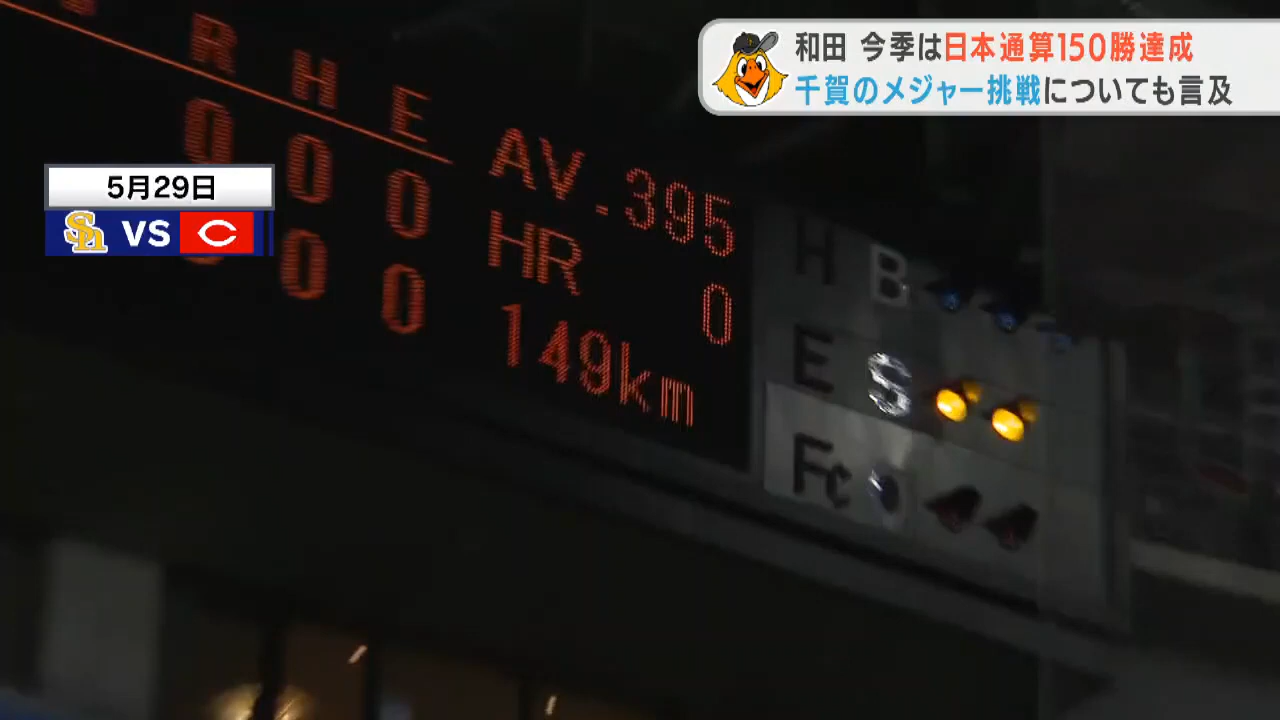 和田 今季は日本通算150勝達成
千賀のメジャー挑戦についても言及
5月29日
VS
R H E
0 0 0
0 0
AV .395
HR 0
149km
H B
E S
Fc